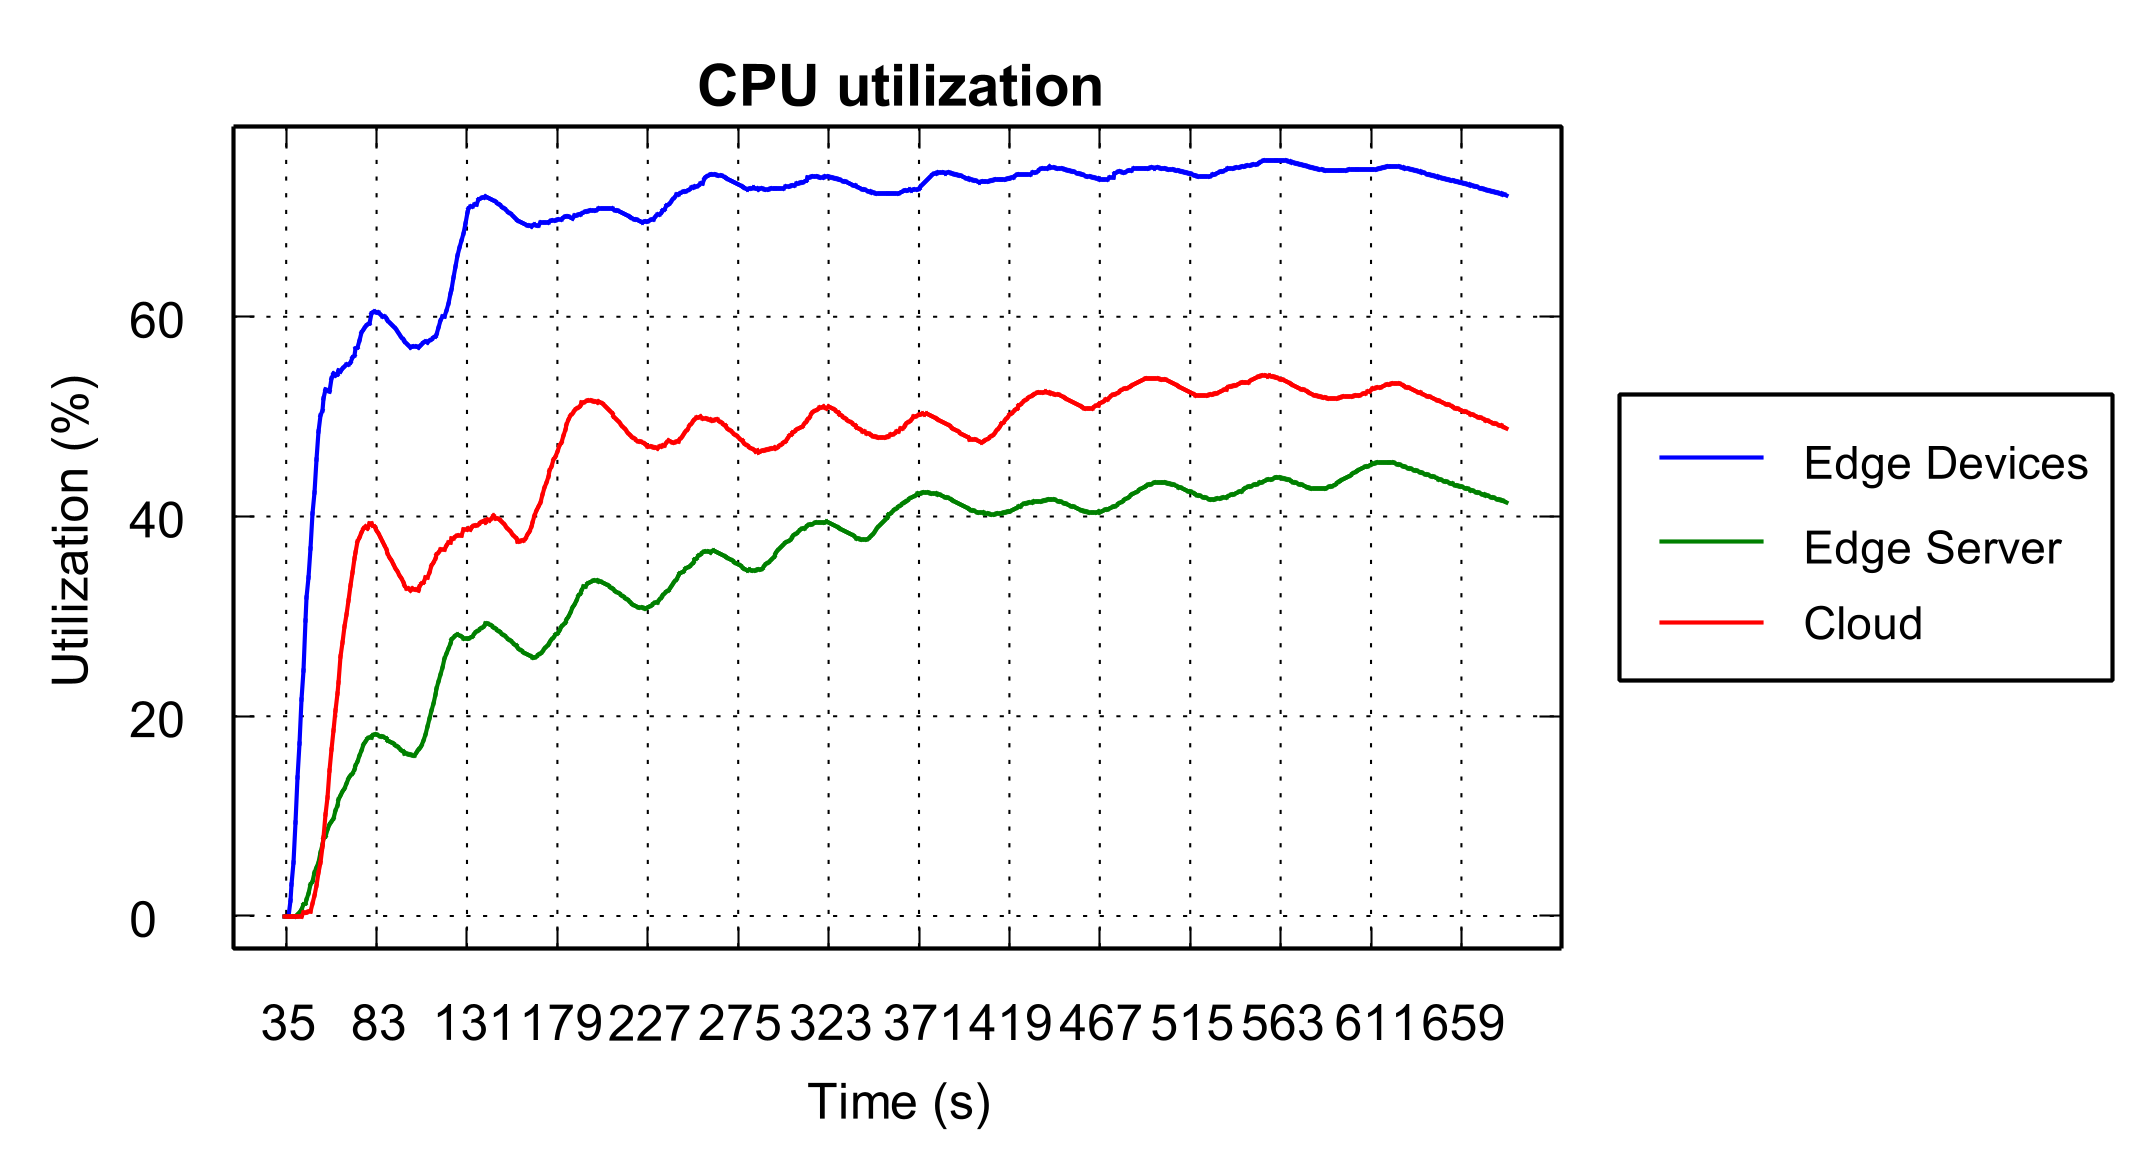 CPU utilization
Utilization (%)
60
40
20
0
35 83 131 179 227 275 323 371 419 467 515 563 611 659
Time (s)
Edge Devices
Edge Server
Cloud